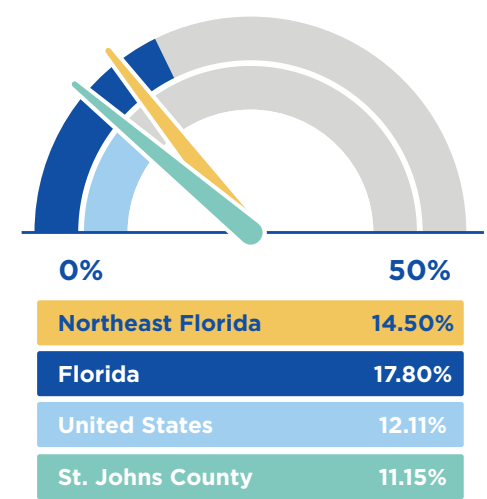 0% 50%
Northeast Florida 14.50%
Florida 17.80%
United States 12.11%
St. Johns County 11.15%